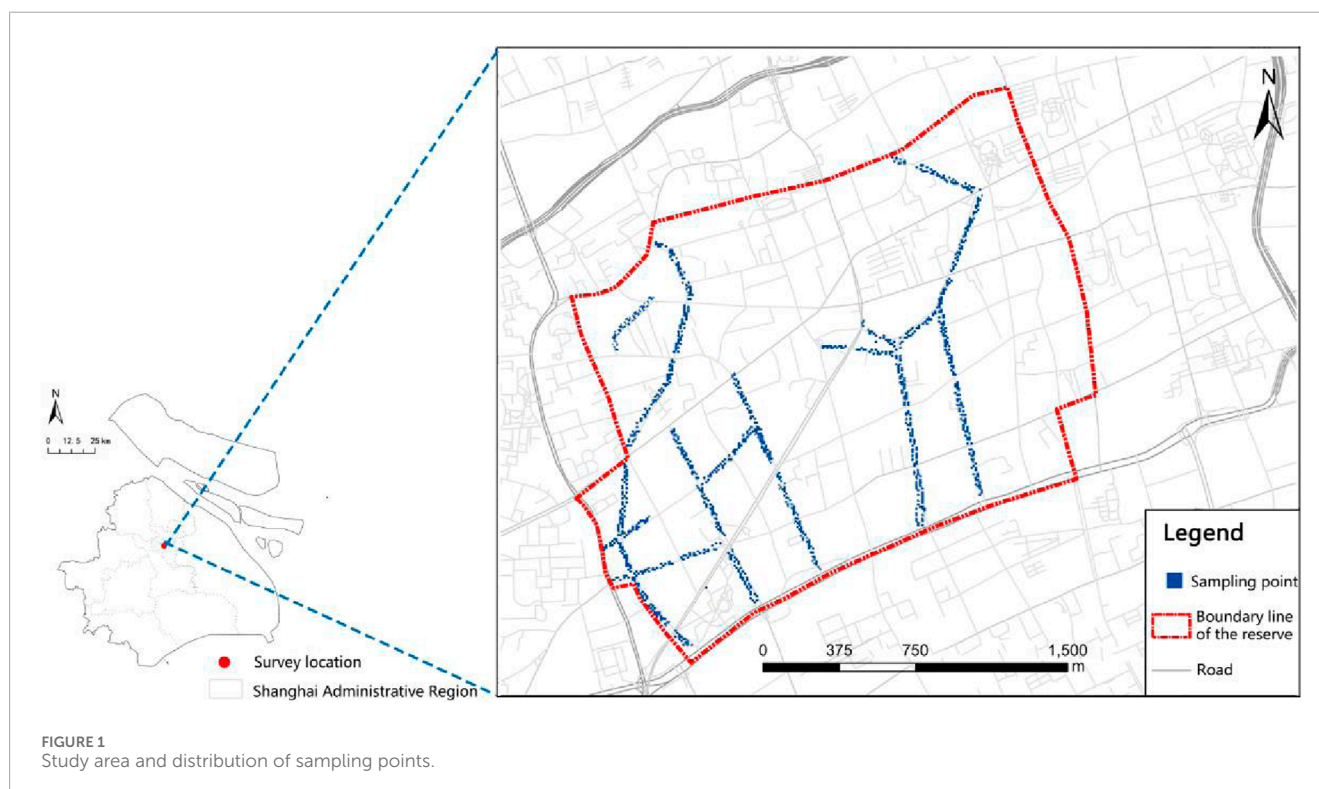 N
0 12.5 25 km
Survey location
Shanghai Administrative Region
N
Legend
Sampling point
Boundary line
of the reserve
Road
0 375 750 1,500
m
FIGURE 1
Study area and distribution of sampling points.